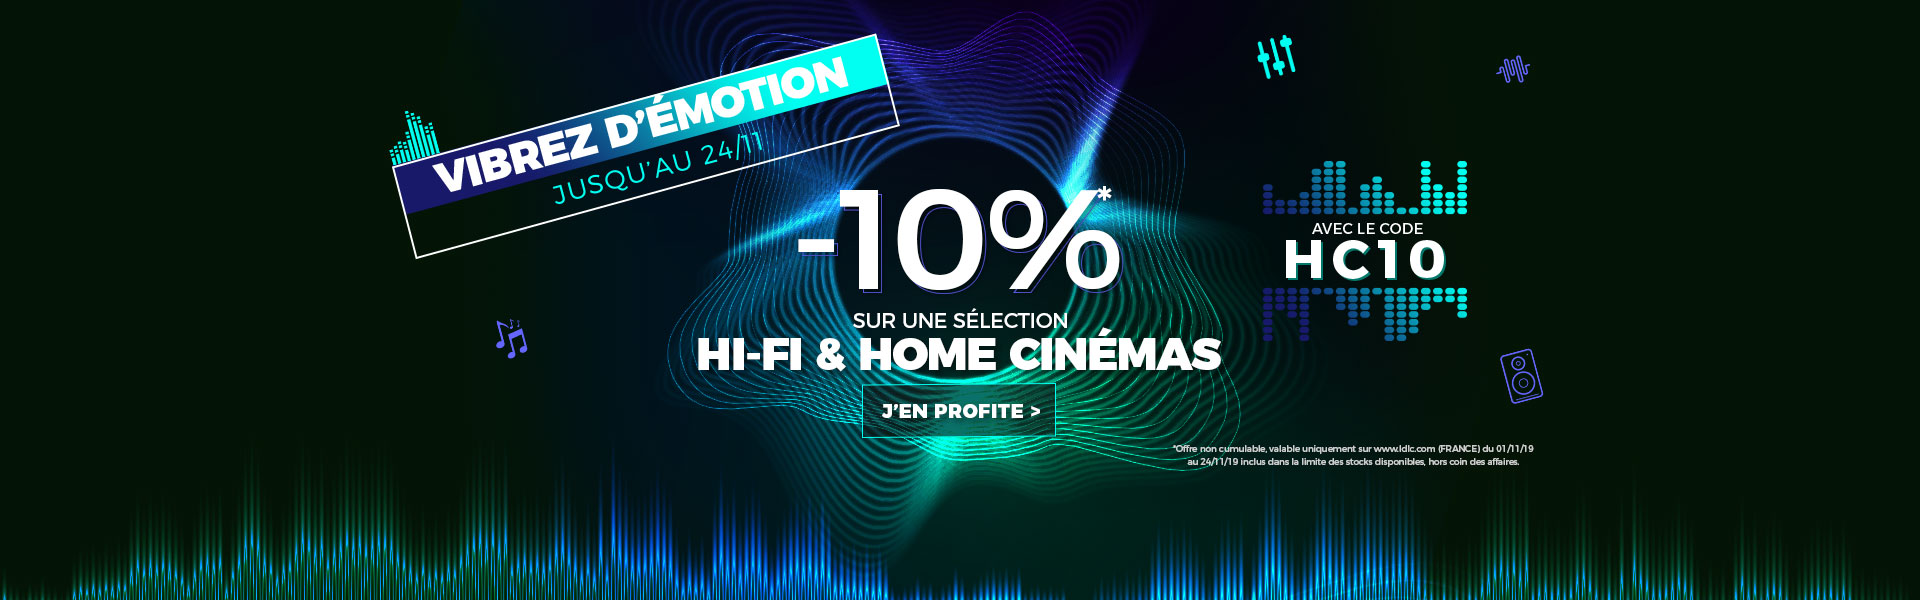 VIBREZ D'ÉMOTION
JUSQU'AU 24/11
-10%*
SUR UNE SÉLECTION
HI-FI & HOME CINÉMAS
J'EN PROFITE >
AVEC LE CODE
HC10
*Offre non cumulable, valable uniquement sur www.ldlc.com (FRANCE) du 01/11/19
au 24/11/19 inclus dans la limite des stocks disponibles, hors coin des affaires.